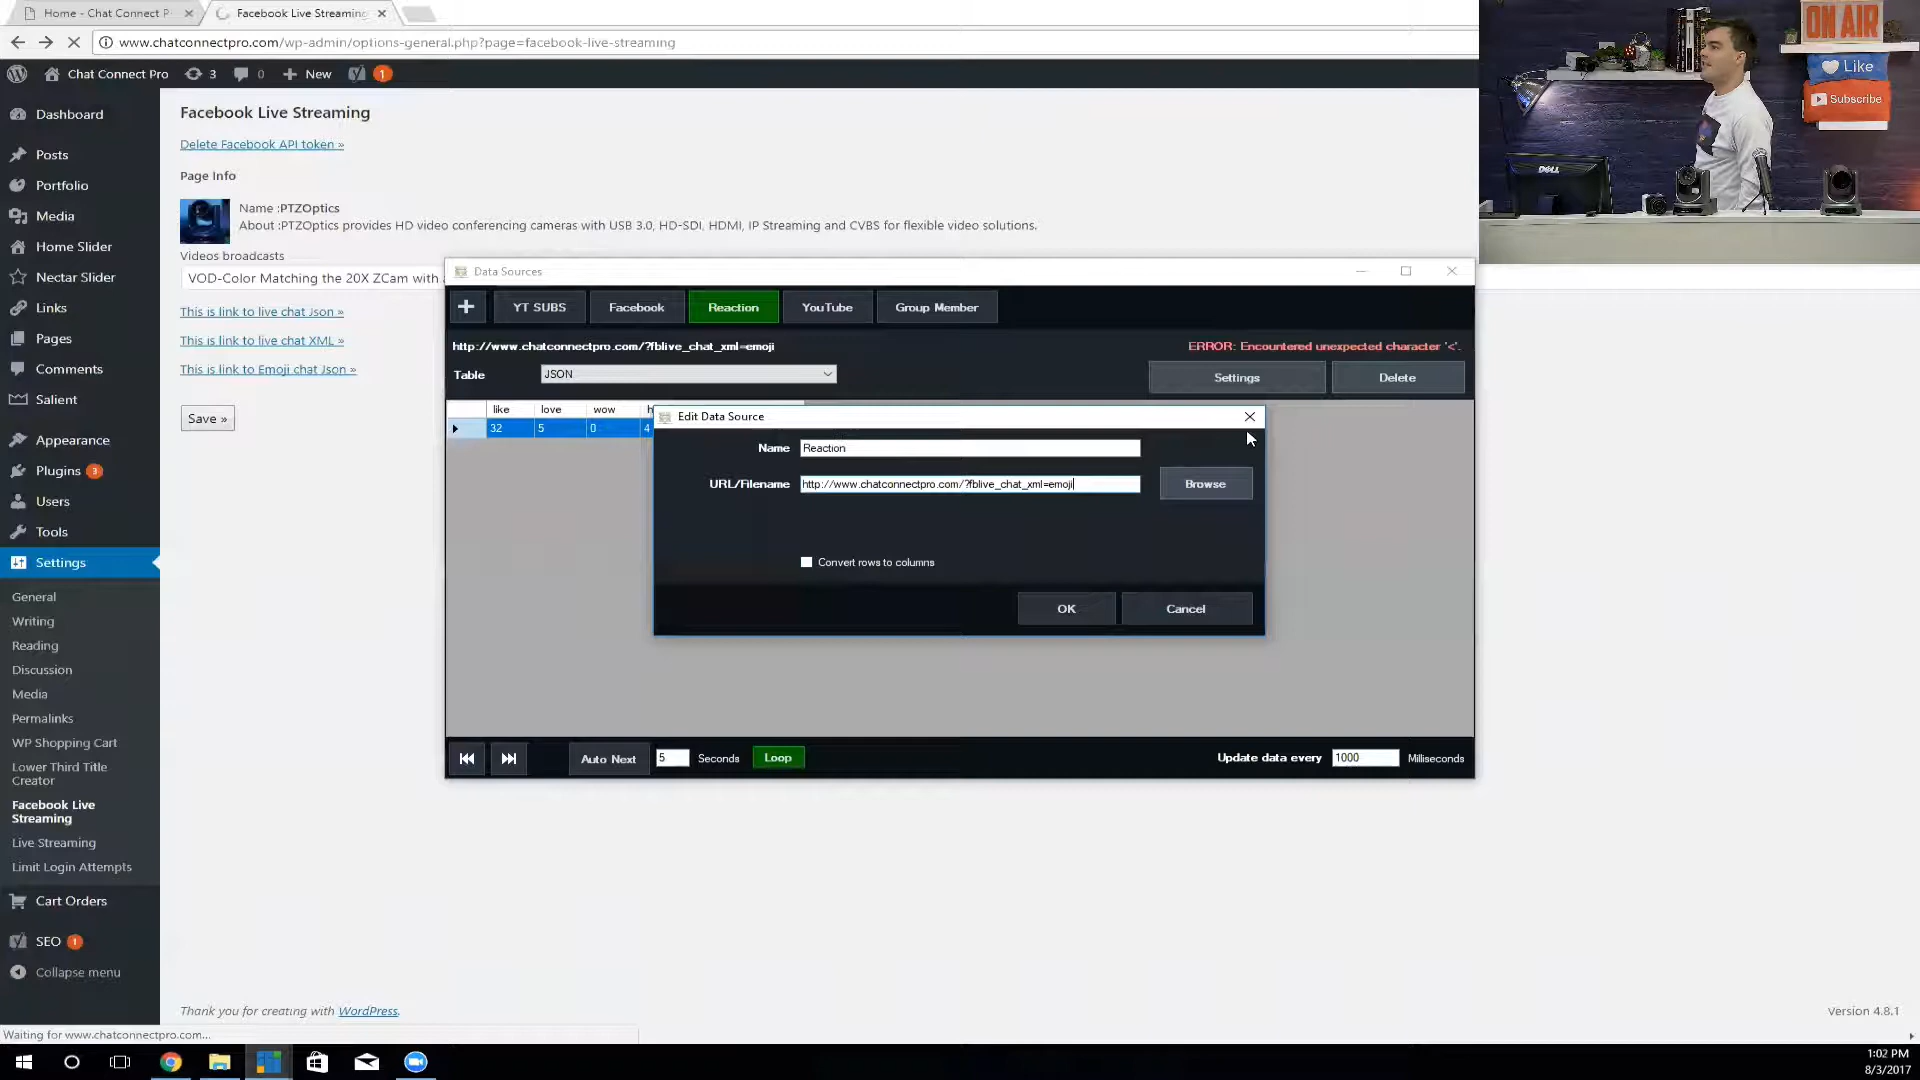 Home - Chat Connect P
Facebook Live Streaming
www.chatconnectpro.com/wp-admin/options-general.php?page=facebook-live-streaming
Chat Connect Pro
3
0
New
1
ON AIR
Like
Subscribe
DELL
Dashboard
Posts
Portfolio
Media
Home Slider
Nectar Slider
Links
Pages
Comments
Salient
Appearance
Plugins 3
Users
Tools
Settings
General
Writing
Reading
Discussion
Media
Permalinks
WP Shopping Cart
Lower Third Title
Creator
Facebook Live
Streaming
Live Streaming
Limit Login Attempts
Cart Orders
SEO 1
Collapse menu
Facebook Live Streaming
Delete Facebook API token »
Page Info
Name :PTZOptics
About :PTZOptics provides HD video conferencing cameras with USB 3.0, HD-SDI, HDMI, IP Streaming and CVBS for flexible video solutions.
Videos broadcasts
VOD-Color Matching the 20X ZCam with
This is link to live chat Json »
This is link to live chat XML »
This is link to Emoji chat Json »
Save »
Data Sources
YT SUBS
Facebook
Reaction
YouTube
Group Member
http://www.chatconnectpro.com/?fblive_chat_xml=emoji
ERROR: Encountered unexpected character '<'.
Table
JSON
Settings
Delete
like love wow h
32 5 0 4
Edit Data Source
Name
Reaction
URL/Filename
http://www.chatconnectpro.com/?fblive_chat_xml=emoji
Browse
Convert rows to columns
OK
Cancel
Auto Next
5
Seconds
Loop
Update data every
1000
Milliseconds
Thank you for creating with WordPress.
Version 4.8.1
Waiting for www.chatconnectpro.com...
1:02 PM
8/3/2017